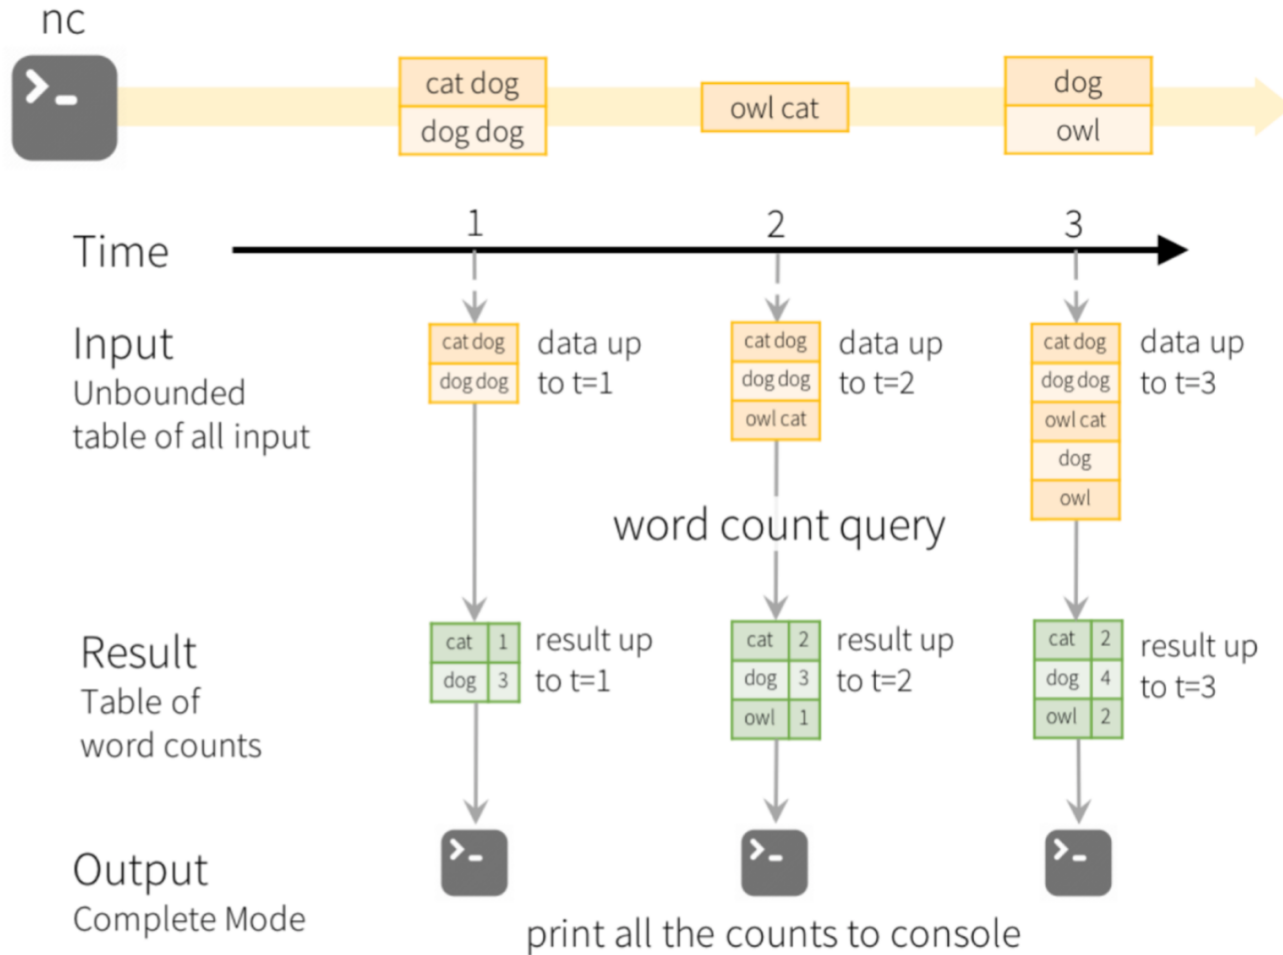 nc
cat dog
dog dog
owl cat
dog
owl
Time
1
2
3
Input
Unbounded
table of all input
cat dog
dog dog
data up
to t=1
cat dog
dog dog
owl cat
data up
to t=2
cat dog
dog dog
owl cat
dog
owl
data up
to t=3
word count query
Result
Table of
word counts
cat 1
dog 3
result up
to t=1
cat 2
dog 3
owl 1
result up
to t=2
cat 2
dog 4
owl 2
result up
to t=3
Output
Complete Mode
print all the counts to console